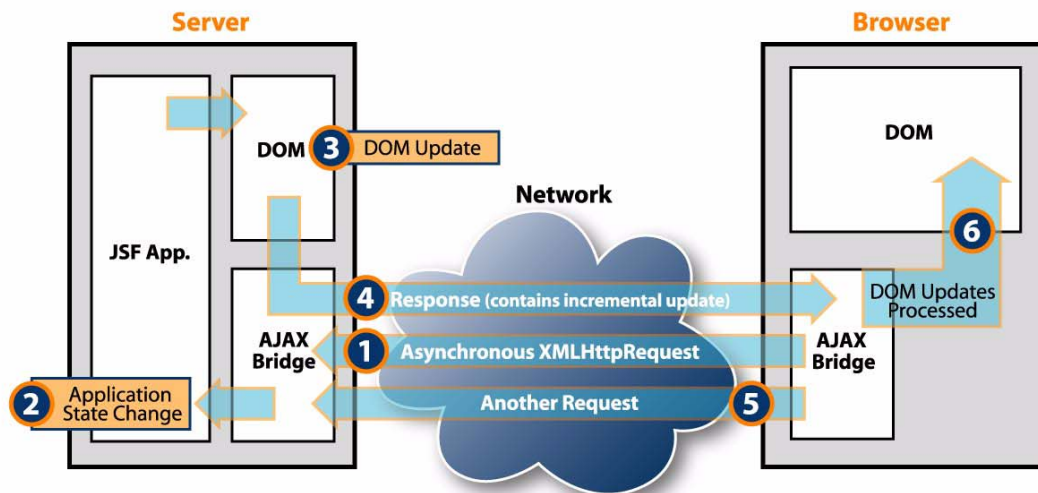 Server
Browser
DOM
3
DOM Update
DOM
Network
JSF App.
6
4
Response (contains incremental update)
DOM Updates
Processed
AJAX
Bridge
1
Asynchronous XMLHttpRequest
AJAX
Bridge
2
Application
State Change
Another Request
5